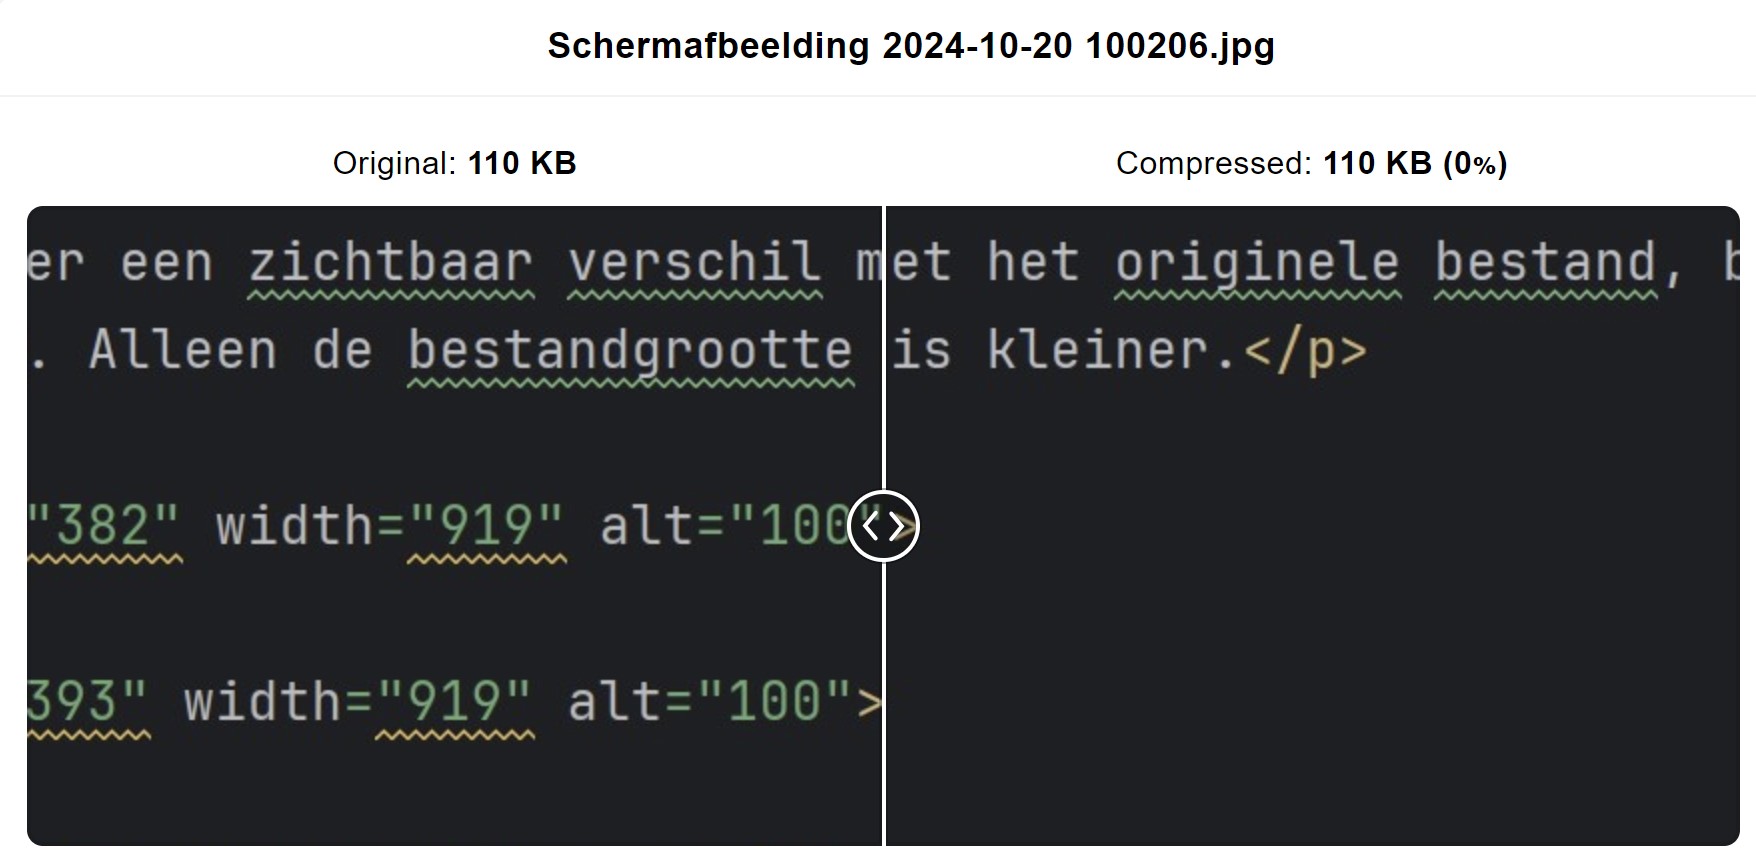 Schermafbeelding 2024-10-20 100206.jpg
Original: 110 KB
Compressed: 110 KB (0%)
er een zichtbaar verschil met het originele bestand, b
. Alleen de bestandgrootte is kleiner.</p>
"382" width="919" alt="100">
393" width="919" alt="100">